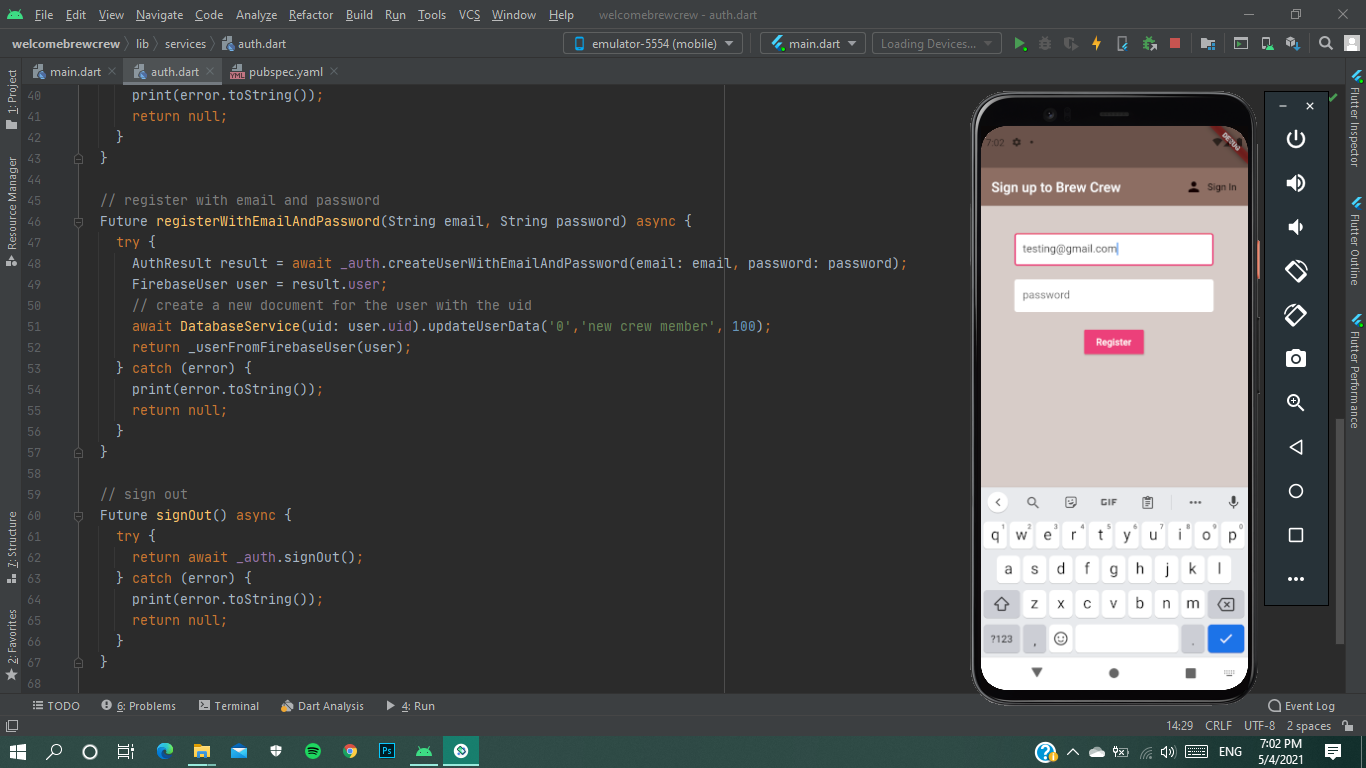 File Edit View Navigate Code Analyze Refactor Build Run Tools VCS Window Help welcomebrewcrew - auth.dart
welcomebrewcrew lib services auth.dart emulator-5554 (mobile) main.dart Loading Devices...
main.dart auth.dart pubspec.yaml
1: Project
Resource Manager
7: Structure
2: Favorites
40 print(error.toString());
41 return null;
42 }
43 }
44
45 // register with email and password
46 Future registerWithEmailAndPassword(String email, String password) async {
47 try {
48 AuthResult result = await _auth.createUserWithEmailAndPassword(email: email, password: password);
49 FirebaseUser user = result.user;
50 // create a new document for the user with the uid
51 await DatabaseService(uid: user.uid).updateUserData('0','new crew member', 100);
52 return _userFromFirebaseUser(user);
53 } catch (error) {
54 print(error.toString());
55 return null;
56 }
57 }
58
59 // sign out
60 Future signOut() async {
61 try {
62 return await _auth.signOut();
63 } catch (error) {
64 print(error.toString());
65 return null;
66 }
67 }
68
7:02
DEBUG
Sign up to Brew Crew Sign In
testing@gmail.com
password
Register
GIF
q 1 w 2 e 3 r 4 t 5 y 6 u 7 i 8 o 9 p 0
a s d f g h j k l
z x c v b n m
?123 , .
Flutter Inspector
Flutter Outline
Flutter Performance
TODO 6: Problems Terminal Dart Analysis 4: Run Event Log
14:29 CRLF UTF-8 2 spaces
Ps ENG 7:02 PM
5/4/2021